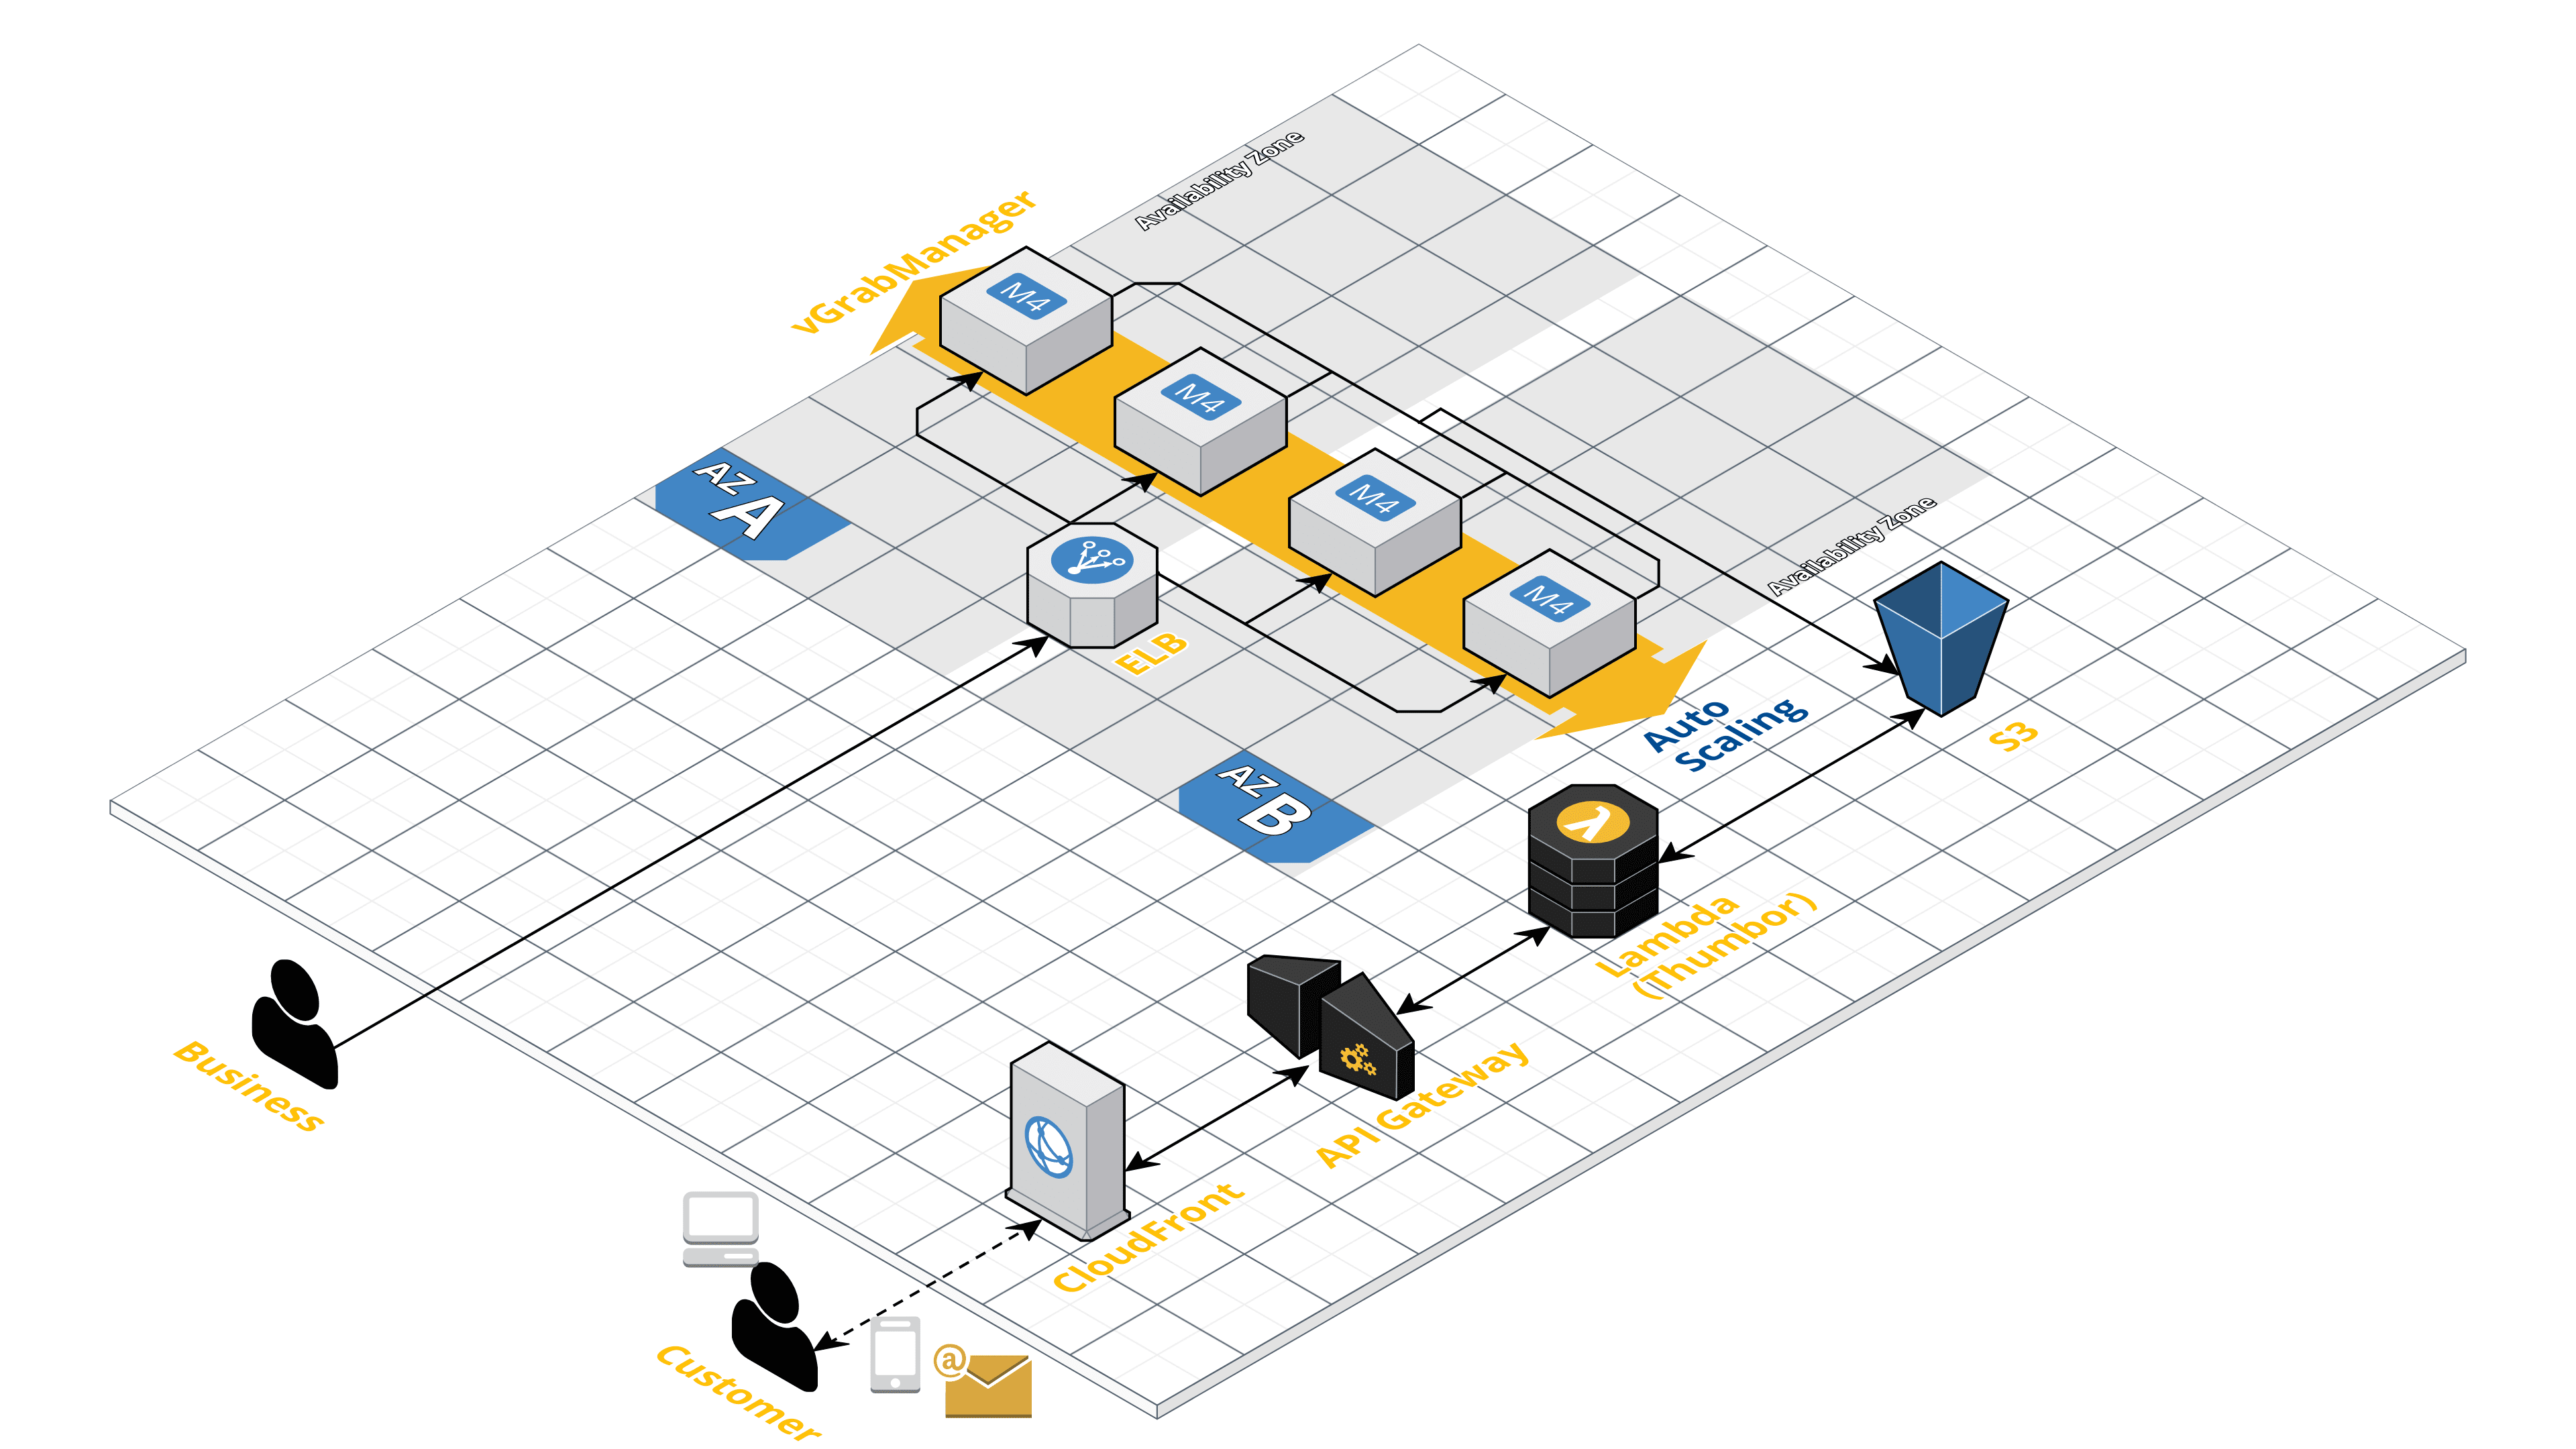 Availability Zone
vGrabManager
M4
M4
M4
M4
AZ
A
Availability Zone
ELB
Auto
Scaling
S3
AZ
B
λ
Lambda
(Thumbor)
API Gateway
Business
CloudFront
@
Customer